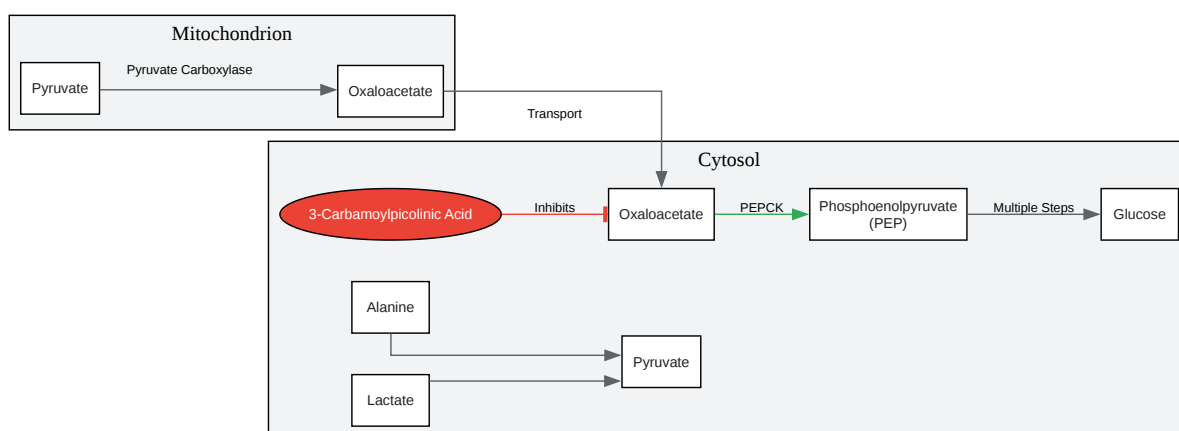 Mitochondrion
Pyruvate Carboxylase
Pyruvate
Oxaloacetate
Transport
Cytosol
3-Carbamoylpicolinic Acid
Inhibits
Oxaloacetate
PEPCK
Phosphoenolpyruvate
(PEP)
Multiple Steps
Glucose
Alanine
Pyruvate
Lactate